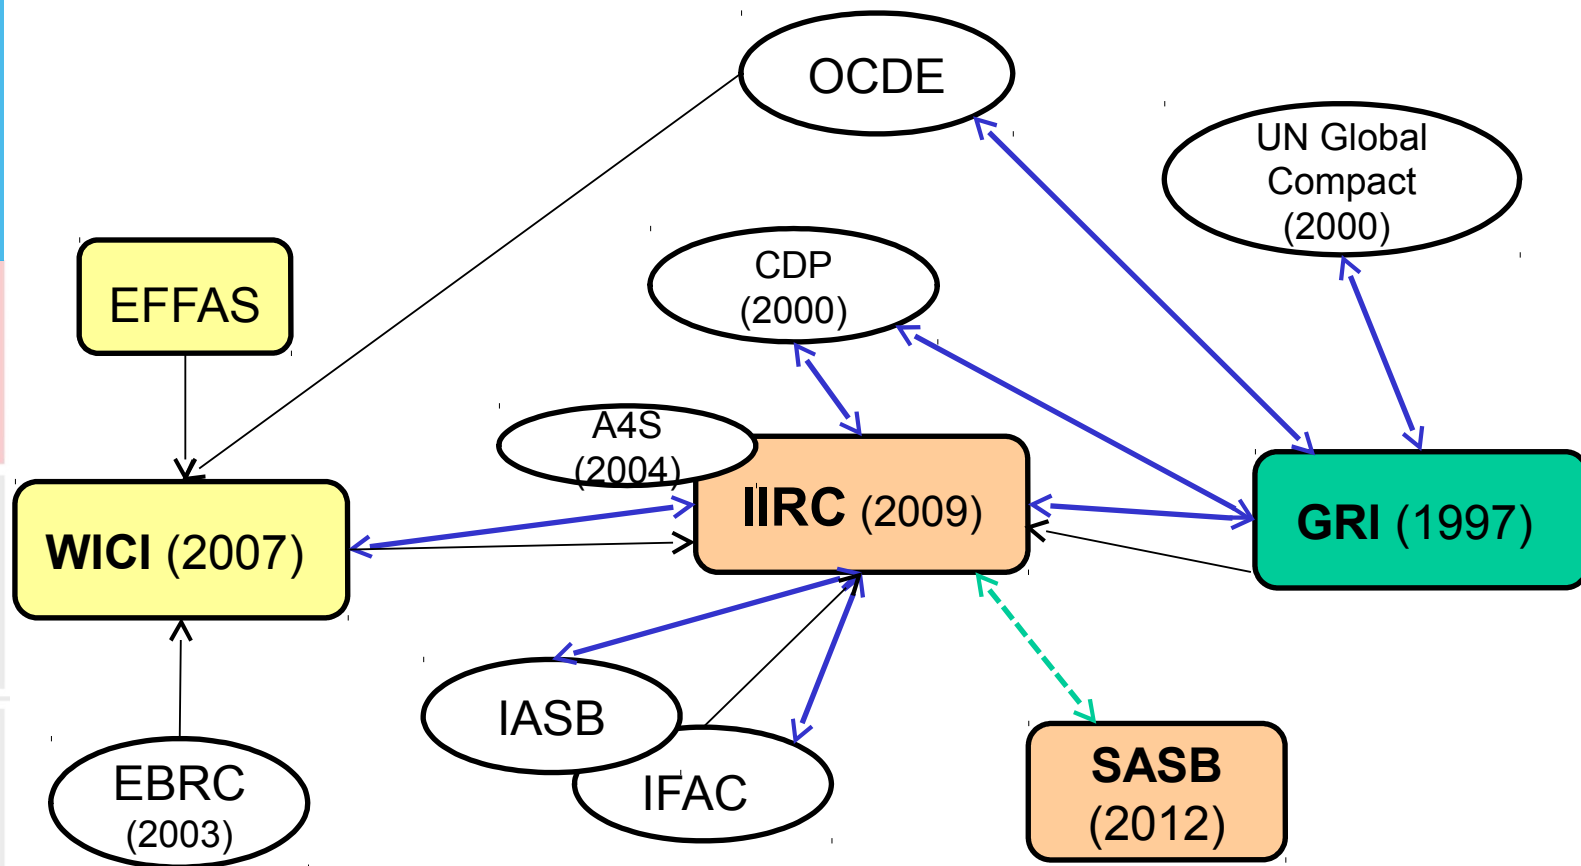 OCDE
UN Global
Compact
(2000)
CDP
(2000)
EFFAS
A4S
(2004)
IIRC (2009)
GRI (1997)
WICI (2007)
IASB
IFAC
SASB
(2012)
EBRC
(2003)